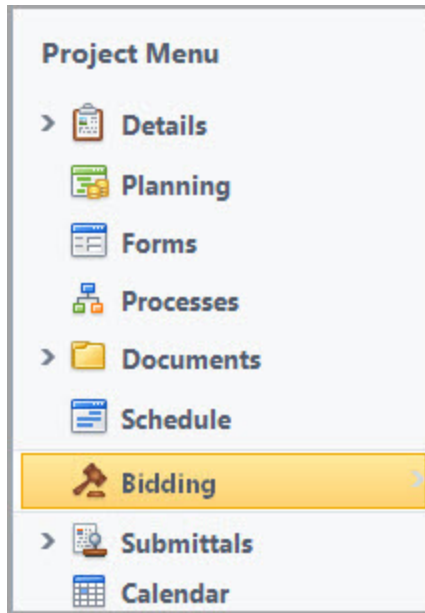 Project Menu
Details
Planning
Forms
Processes
Documents
Schedule
Bidding
Submittals
Calendar